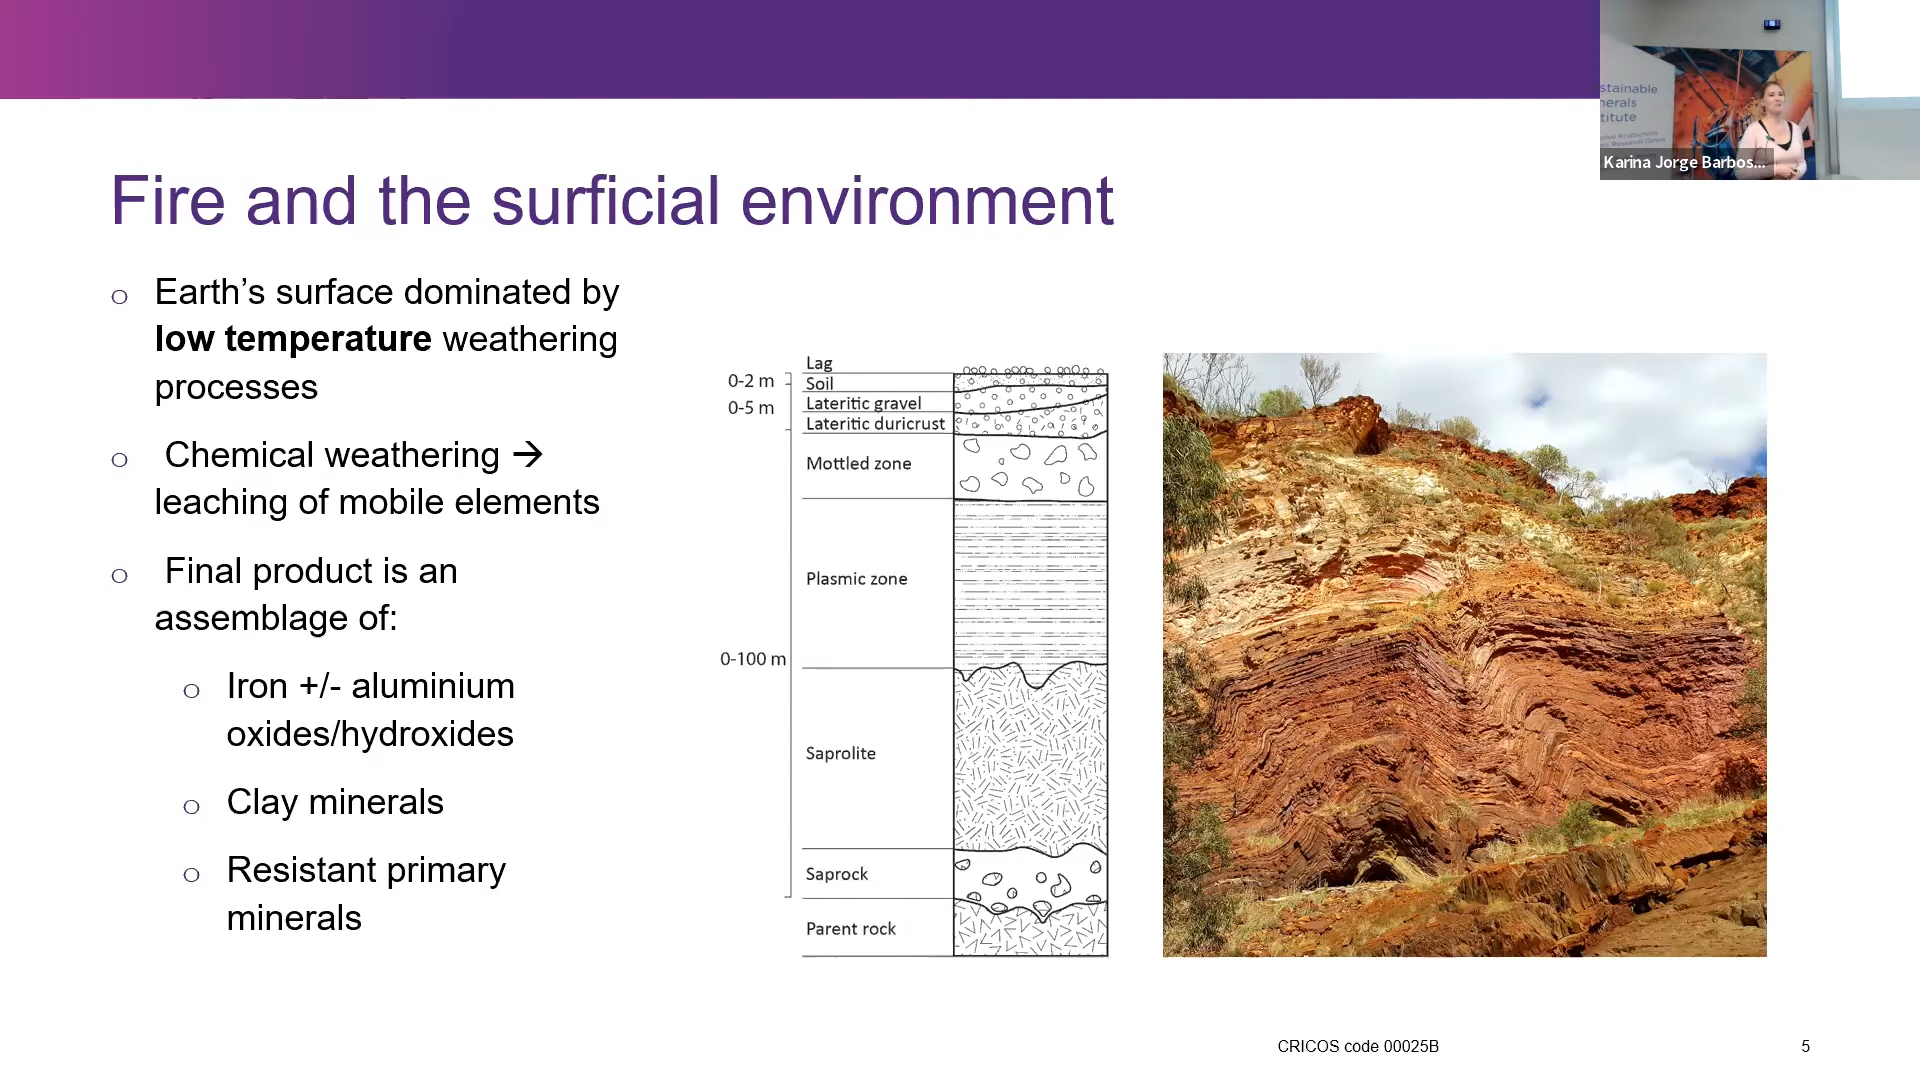 Fire and the surficial environment
o Earth’s surface dominated by
low temperature weathering
processes
o Chemical weathering →
leaching of mobile elements
o Final product is an
assemblage of:
o Iron +/- aluminium
oxides/hydroxides
o Clay minerals
o Resistant primary
minerals
Lag
0-2 m
Soil
0-5 m
Lateritic gravel
Lateritic duricrust
Mottled zone
Plasmic zone
0-100 m
Saprolite
Saprock
Parent rock
stainable
nerals
titute
Karina Jorge Barbos...
CRICOS code 00025B
5